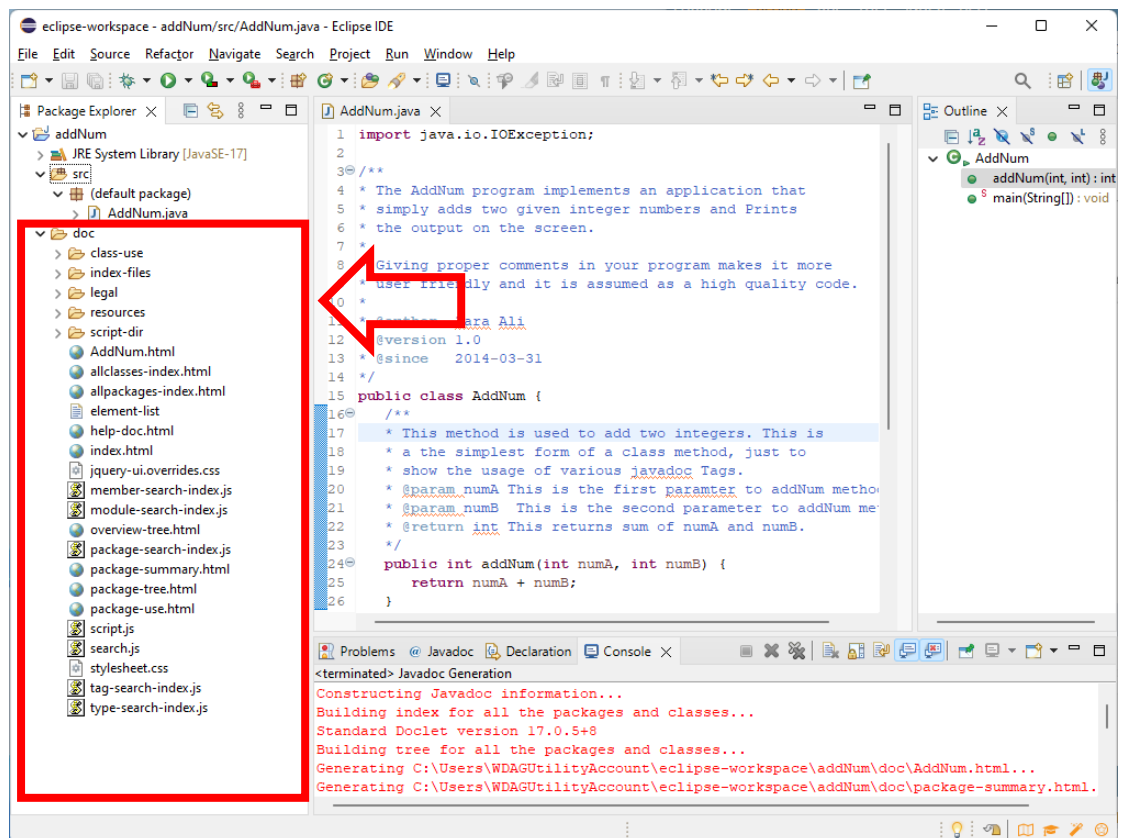 eclipse-workspace - addNum/src/AddNum.java - Eclipse IDE
File Edit Source Refactor Navigate Search Project Run Window Help
Package Explorer
addNum
JRE System Library [JavaSE-17]
src
(default package)
AddNum.java
doc
class-use
index-files
legal
resources
script-dir
AddNum.html
allclasses-index.html
allpackages-index.html
element-list
help-doc.html
index.html
jquery-ui.overrides.css
member-search-index.js
module-search-index.js
overview-tree.html
package-search-index.js
package-summary.html
package-tree.html
package-use.html
script.js
search.js
stylesheet.css
tag-search-index.js
type-search-index.js
AddNum.java
1 import java.io.IOException;
2
3 /**
4 * The AddNum program implements an application that
5 * simply adds two given integer numbers and Prints
6 * the output on the screen.
7 *
8 Giving proper comments in your program makes it more
* user friendly and it is assumed as a high quality code.
10 *
11 * Ali
12 @version 1.0
13 * @since 2014-03-31
14 */
15 public class AddNum {
16 /**
17 * This method is used to add two integers. This is
18 * a the simplest form of a class method, just to
19 * show the usage of various javadoc Tags.
20 * @param numA This is the first paramter to addNum metho
21 * @param numB This is the second parameter to addNum me
22 * @return int This returns sum of numA and numB.
23 */
24 public int addNum(int numA, int numB) {
25 return numA + numB;
26 }
Outline
AddNum
addNum(int, int) : int
main(String[]) : void
Problems Javadoc Declaration Console
<terminated> Javadoc Generation
Constructing Javadoc information...
Building index for all the packages and classes...
Standard Doclet version 17.0.5+8
Building tree for all the packages and classes...
Generating C:\Users\WDAGUtilityAccount\eclipse-workspace\addNum\doc\AddNum.html...
Generating C:\Users\WDAGUtilityAccount\eclipse-workspace\addNum\doc\package-summary.html.